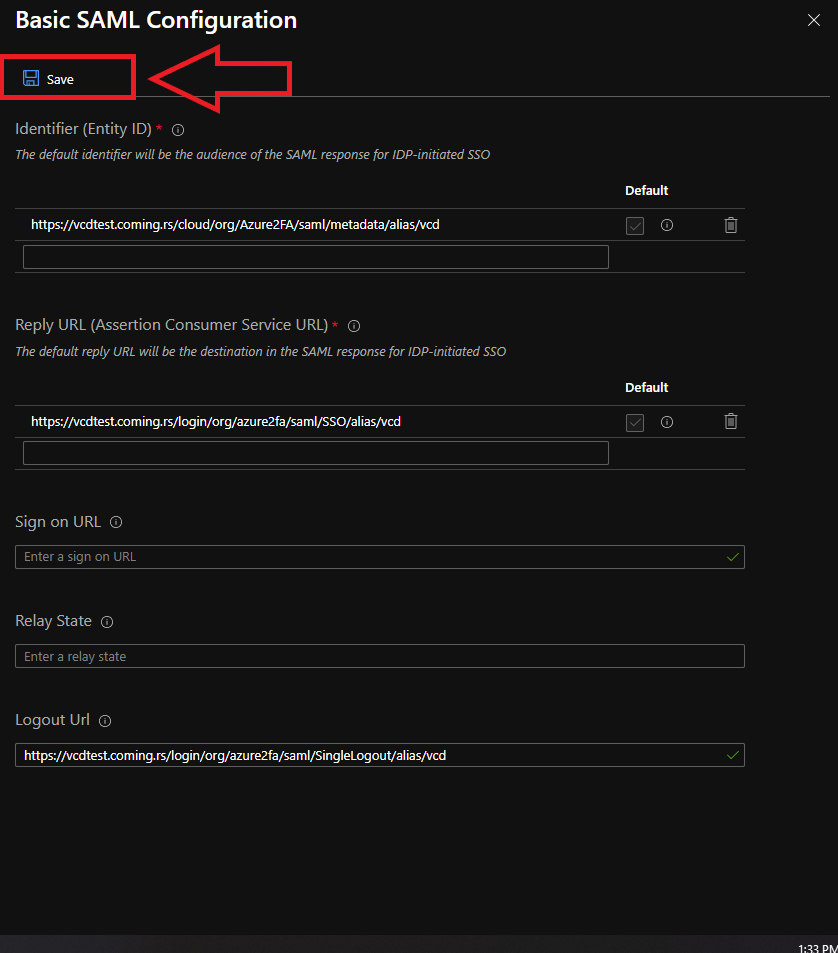 Basic SAML Configuration
Save
Identifier (Entity ID) *
The default identifier will be the audience of the SAML response for IDP-initiated SSO
Default
https://vcdtest.coming.rs/cloud/org/Azure2FA/saml/metadata/alias/vcd
Reply URL (Assertion Consumer Service URL) *
The default reply URL will be the destination in the SAML response for IDP-initiated SSO
Default
https://vcdtest.coming.rs/login/org/azure2fa/saml/SSO/alias/vcd
Sign on URL
Enter a sign on URL
Relay State
Enter a relay state
Logout Url
https://vcdtest.coming.rs/login/org/azure2fa/saml/SingleLogout/alias/vcd
1:33 PM